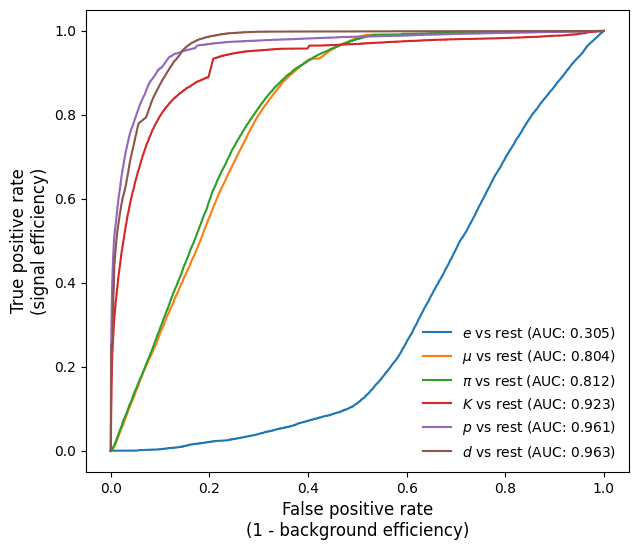 1.0
0.8
0.6
0.4
0.2
0.0
True positive rate
(signal efficiency)
e vs rest (AUC: 0.305)
μ vs rest (AUC: 0.804)
π vs rest (AUC: 0.812)
K vs rest (AUC: 0.923)
p vs rest (AUC: 0.961)
d vs rest (AUC: 0.963)
0.0 0.2 0.4 0.6 0.8 1.0
False positive rate
(1 - background efficiency)